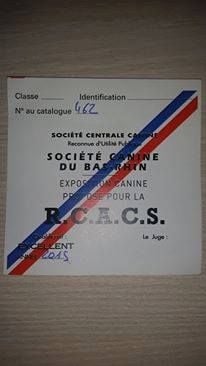 Classe Identification
N° au catalogue 462
SOCIÉTÉ CENTRALE CANINE
Reconnue d'Utilité Publique
SOCIÉTÉ CANINE
DU BAS-RHIN
EXPOSITION CANINE
PROPOSÉ POUR LA
R.C.A.C.S.
Le Juge:
EXCELLENT
2015